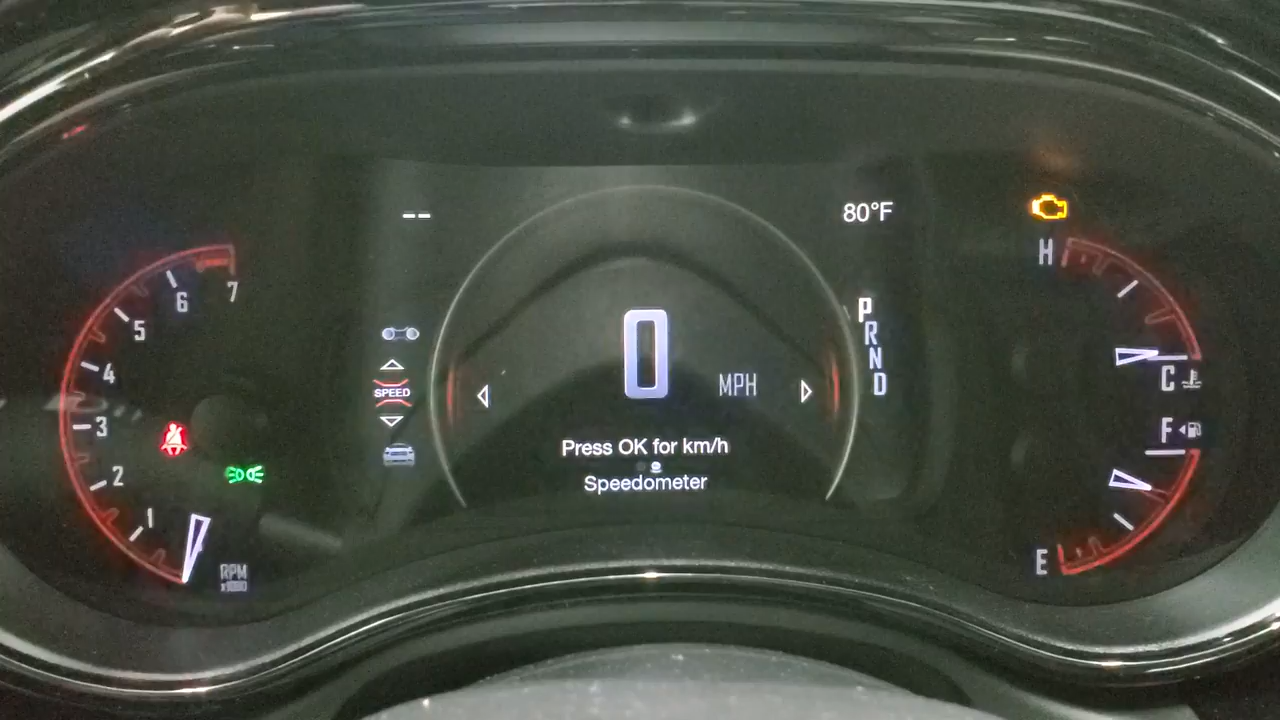 --
80°F
7
6
5
4
3
2
1
RPM
x1000
SPEED
0
MPH
Press OK for km/h
Speedometer
P
R
N
D
H
C
F
E